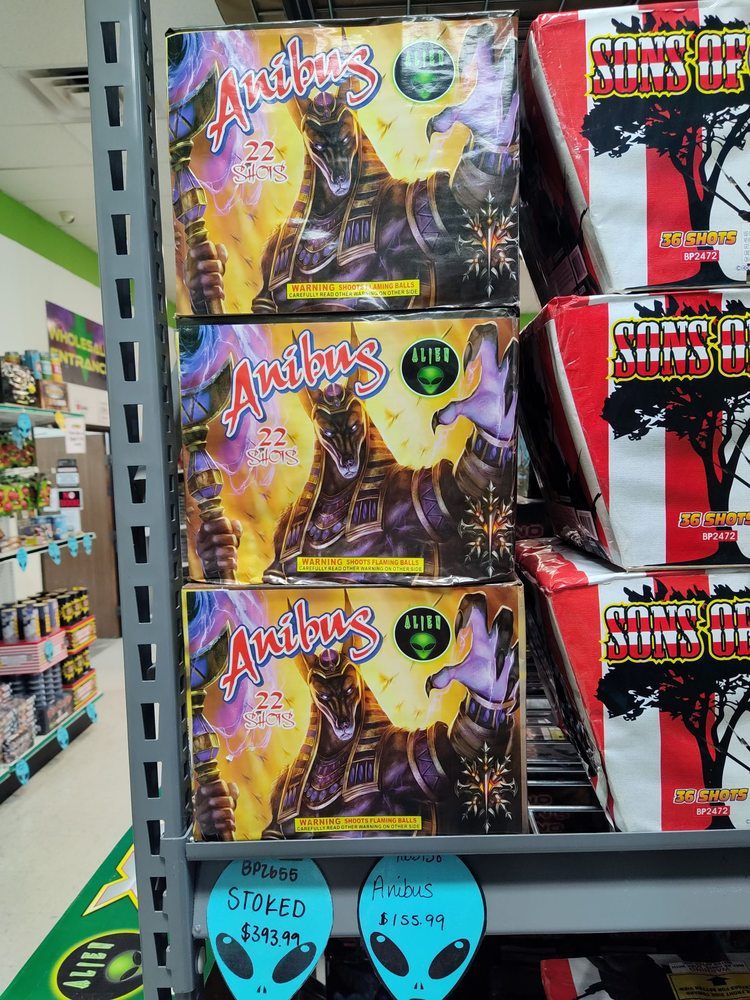 Anibus
ALIEN
22
SHOTS
WARNING SHOOTS FLAMING BALLS
CAREFULLY READ OTHER WARNING ON OTHER SIDE
SONS OF
36 SHOTS
BP2472
Anibus
ALIEN
22
SHOTS
WARNING SHOOTS FLAMING BALLS
CAREFULLY READ OTHER WARNING ON OTHER SIDE
SONS O
36 SHOTS
BP2472
Anibus
ALIEN
22
SHOTS
WARNING SHOOTS FLAMING BALLS
CAREFULLY READ OTHER WARNING ON OTHER SIDE
SONS OF
36 SHOTS
BP2472
WHOLESALE
ENTRANC
BP2655
STOKED
$393.99
Anibus
$155.99
ALIEN